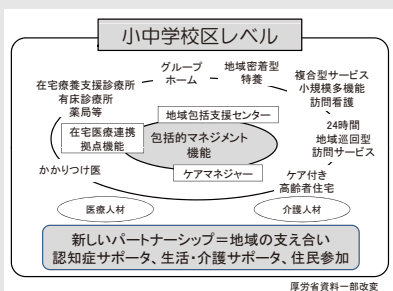 小中学校区レベル
グループ
ホーム
地域密着型
特養
在宅療養支援診療所
有床診療所
薬局等
複合型サービス
小規模多機能
訪問看護
地域包括支援センター
在宅医療連携
拠点機能
包括的マネジメント
機能
24時間
地域巡回型
訪問サービス
かかりつけ医
ケアマネジャー
ケア付き
高齢者住宅
医療人材
介護人材
新しいパートナーシップ＝地域の支え合い
認知症サポータ、生活・介護サポータ、住民参加
厚労省資料一部改変